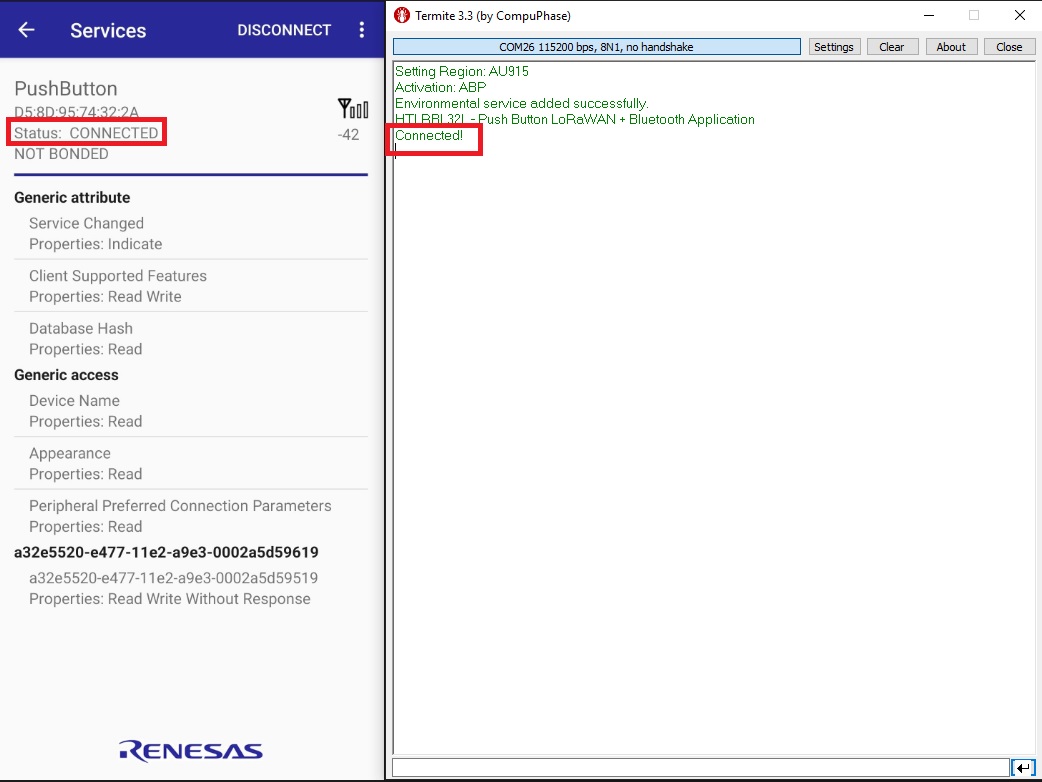 Services
DISCONNECT
PushButton
D5:8D:95:74:32:2A
Status: CONNECTED
-42
NOT BONDED
Generic attribute
Service Changed
Properties: Indicate
Client Supported Features
Properties: Read Write
Database Hash
Properties: Read
Generic access
Device Name
Properties: Read
Appearance
Properties: Read
Peripheral Preferred Connection Parameters
Properties: Read
a32e5520-e477-11e2-a9e3-0002a5d59619
a32e5520-e477-11e2-a9e3-0002a5d59519
Properties: Read Write Without Response
RENESAS
Termite 3.3 (by CompuPhase)
COM26 115200 bps, 8N1, no handshake
Settings
Clear
About
Close
Setting Region: AU915
Activation: ABP
Environmental service added successfully.
HTLRBL32L - Push Button LoRaWAN + Bluetooth Application
Connected!